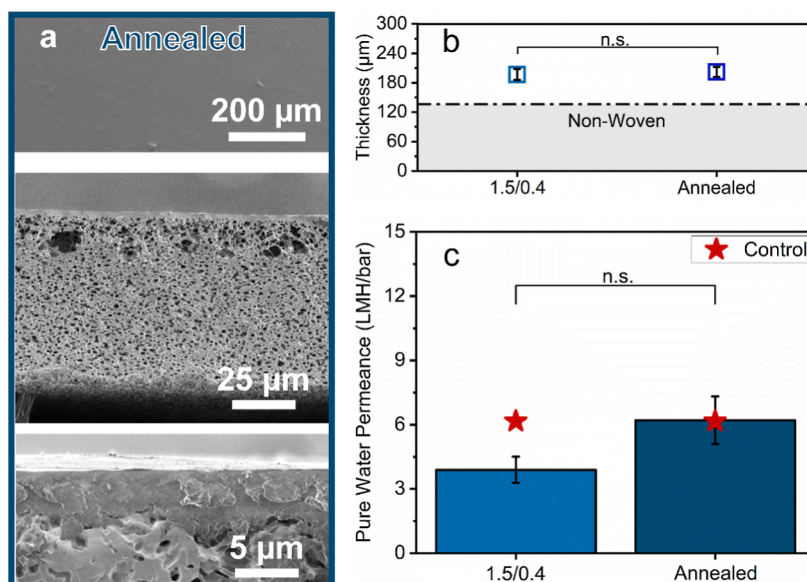 a
Annealed
200 µm
25 µm
5 µm
b
Thickness (µm)
300
240
180
120
60
0
n.s.
Non-Woven
1.5/0.4
Annealed
c
Control
Pure Water Permeance (LMH/bar)
15
12
9
6
3
0
n.s.
1.5/0.4
Annealed